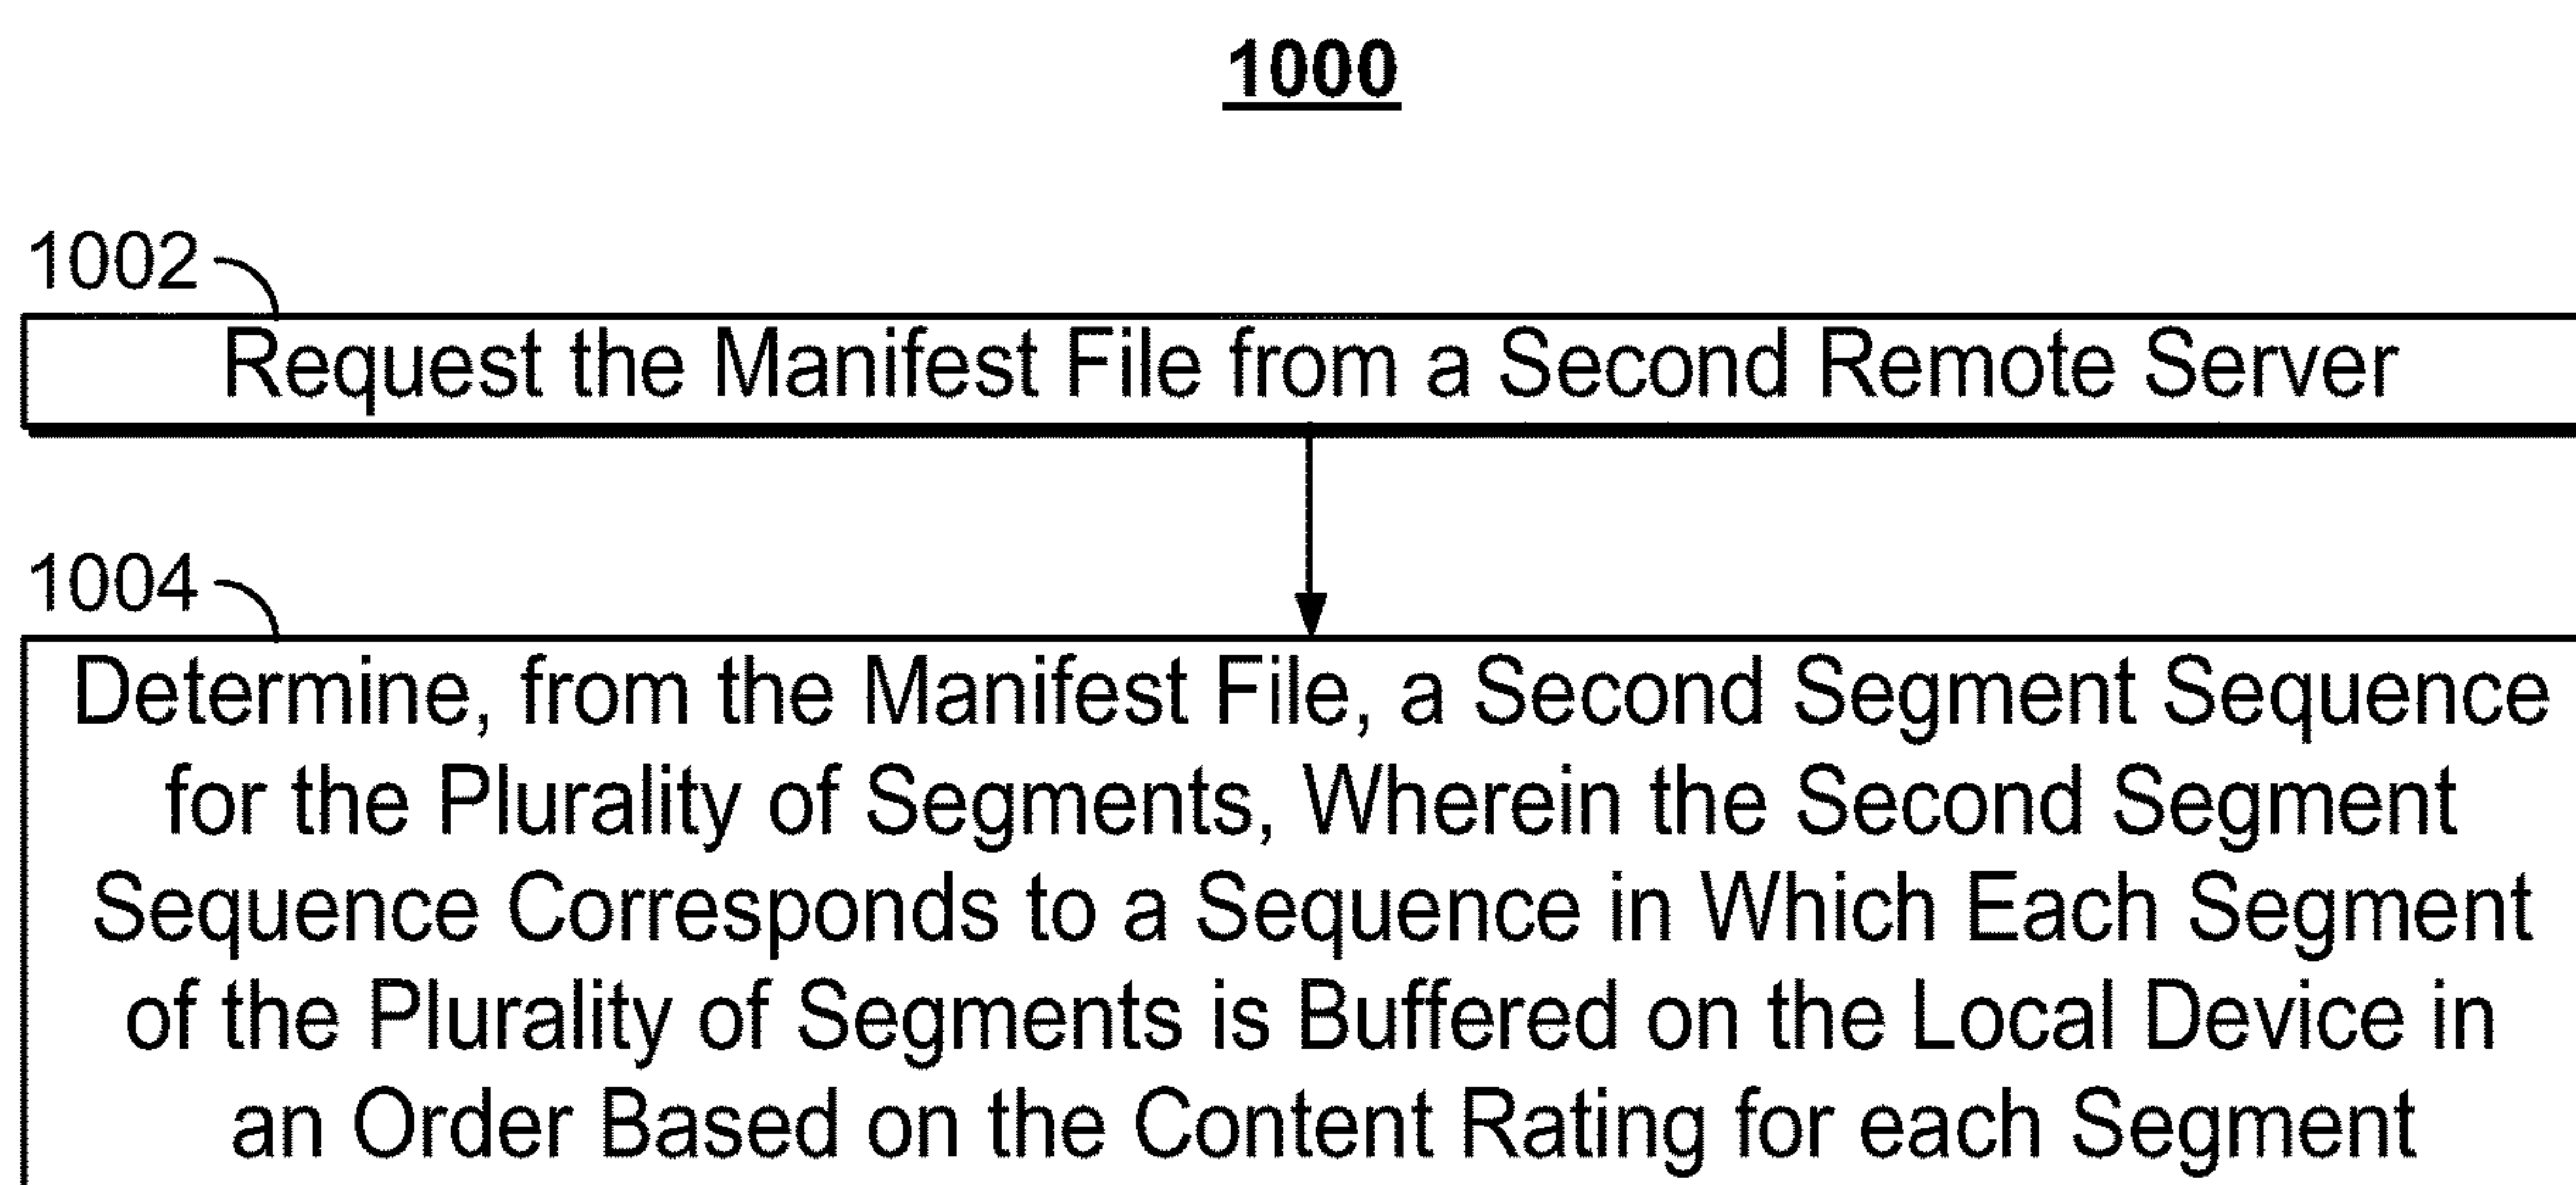 1000
1002
Request the Manifest File from a Second Remote Server
1004
Determine, from the Manifest File, a Second Segment Sequence
for the Plurality of Segments, Wherein the Second Segment
Sequence Corresponds to a Sequence in Which Each Segment
of the Plurality of Segments is Buffered on the Local Device in
an Order Based on the Content Rating for each Segment